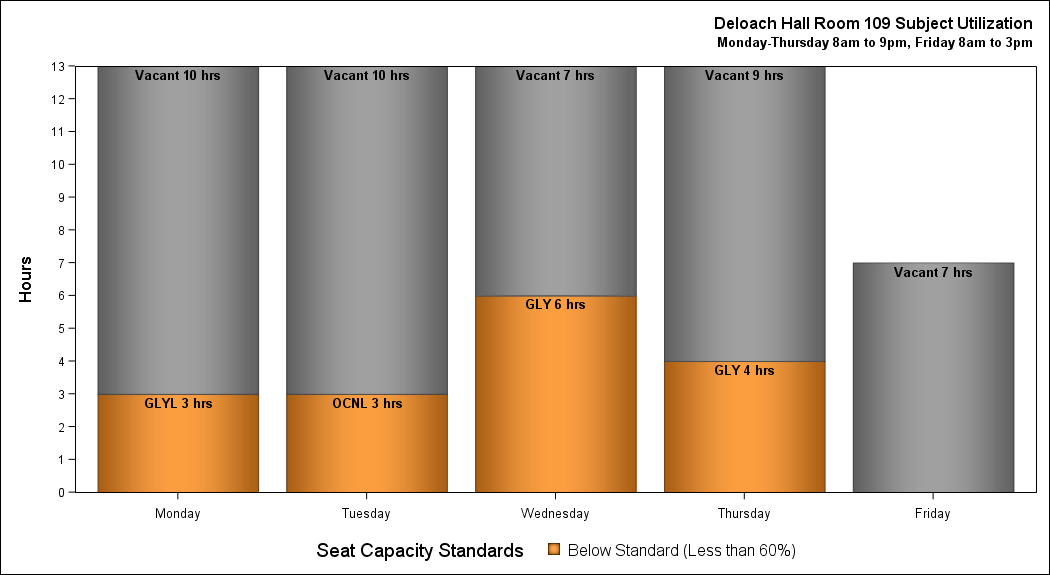 Deloach Hall Room 109 Subject Utilization
Monday-Thursday 8am to 9pm, Friday 8am to 3pm
Hours
13
12
11
10
9
8
7
6
5
4
3
2
1
0
Vacant 10 hrs
GLYL 3 hrs
Vacant 10 hrs
OCNL 3 hrs
Vacant 7 hrs
GLY 6 hrs
Vacant 9 hrs
GLY 4 hrs
Vacant 7 hrs
Monday
Tuesday
Wednesday
Thursday
Friday
Seat Capacity Standards
Below Standard (Less than 60%)